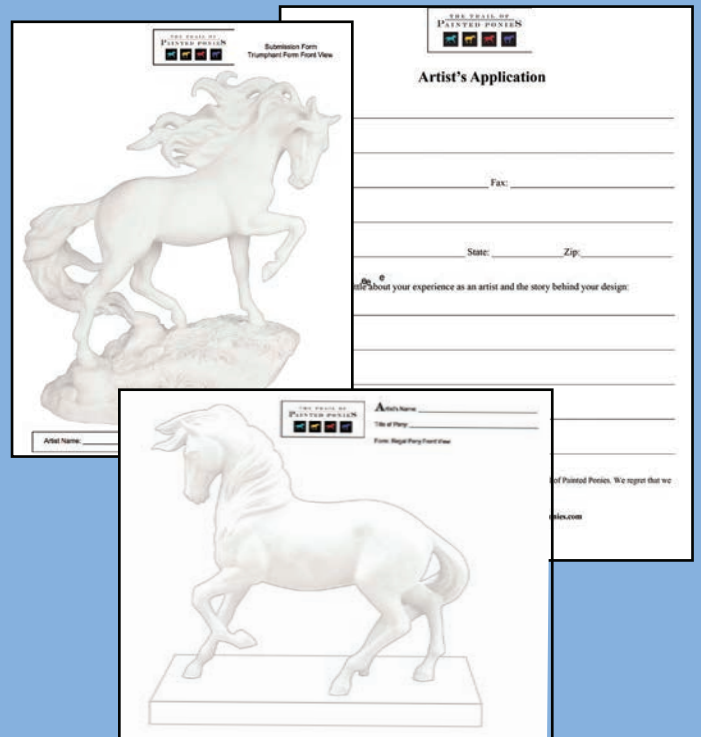 THE TRAIL OF
PAINTED PONIES
Submission Form
Triumphant Form Front View
Artist Name:
THE TRAIL OF
PAINTED PONIES
Artist's Application
Fax:
State: Zip:
about your experience as an artist and the story behind your design:
of Painted Ponies. We regret that we
nies.com
THE TRAIL OF
PAINTED PONIES
Artist's Name:
Title of Pony:
Form: Regal Pony Front View